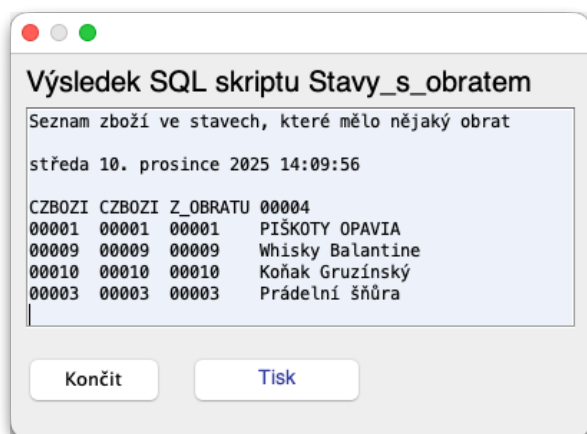 Výsledek SQL skriptu Stavy_s_obratem
Seznam zboží ve stavech, které mělo nějaký obrat
středa 10. prosince 2025 14:09:56
CZBOZI CZBOZI Z_OBRATU 00004
00001 00001 00001 PIŠKOTY OPAVIA
00009 00009 00009 Whisky Balantine
00010 00010 00010 Koňak Gruzínský
00003 00003 00003 Prádelní šňůra
Končit Tisk